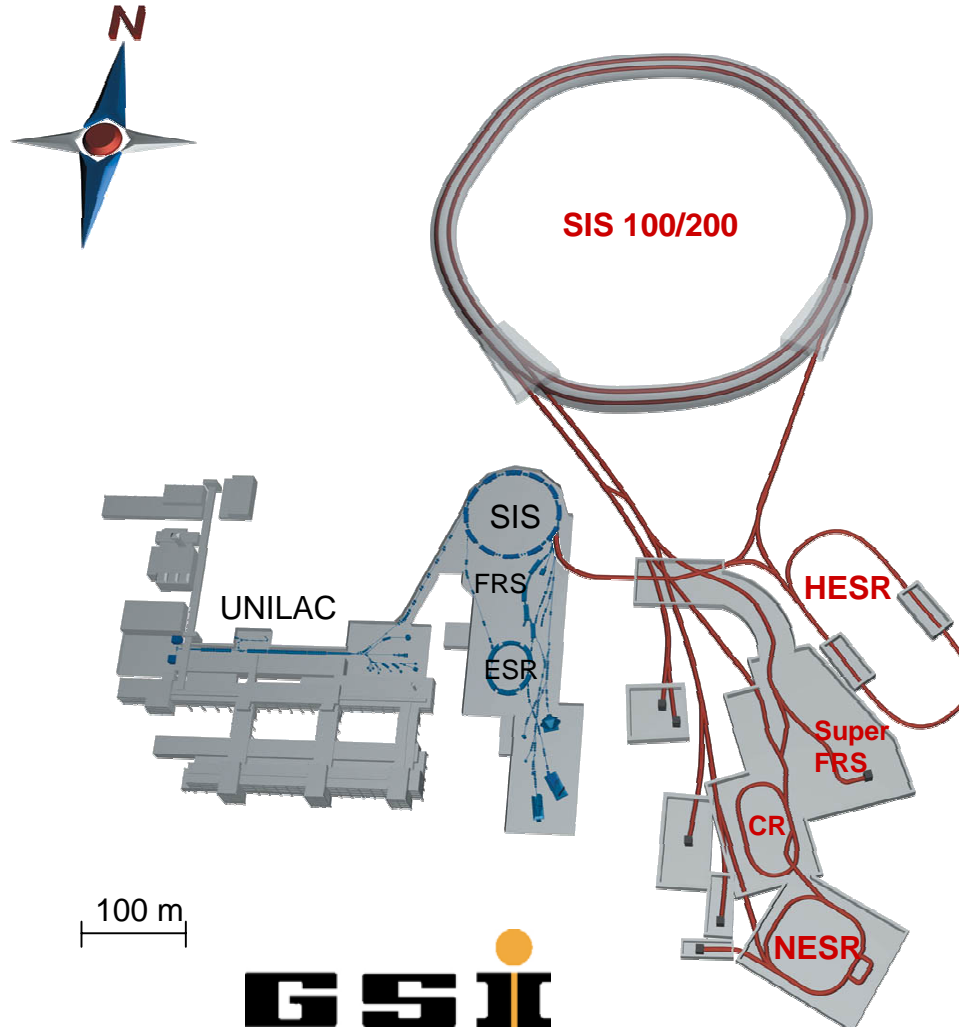 N
SIS 100/200
SIS
FRS
UNILAC
HESR
ESR
Super
FRS
CR
100 m
NESR
GSI